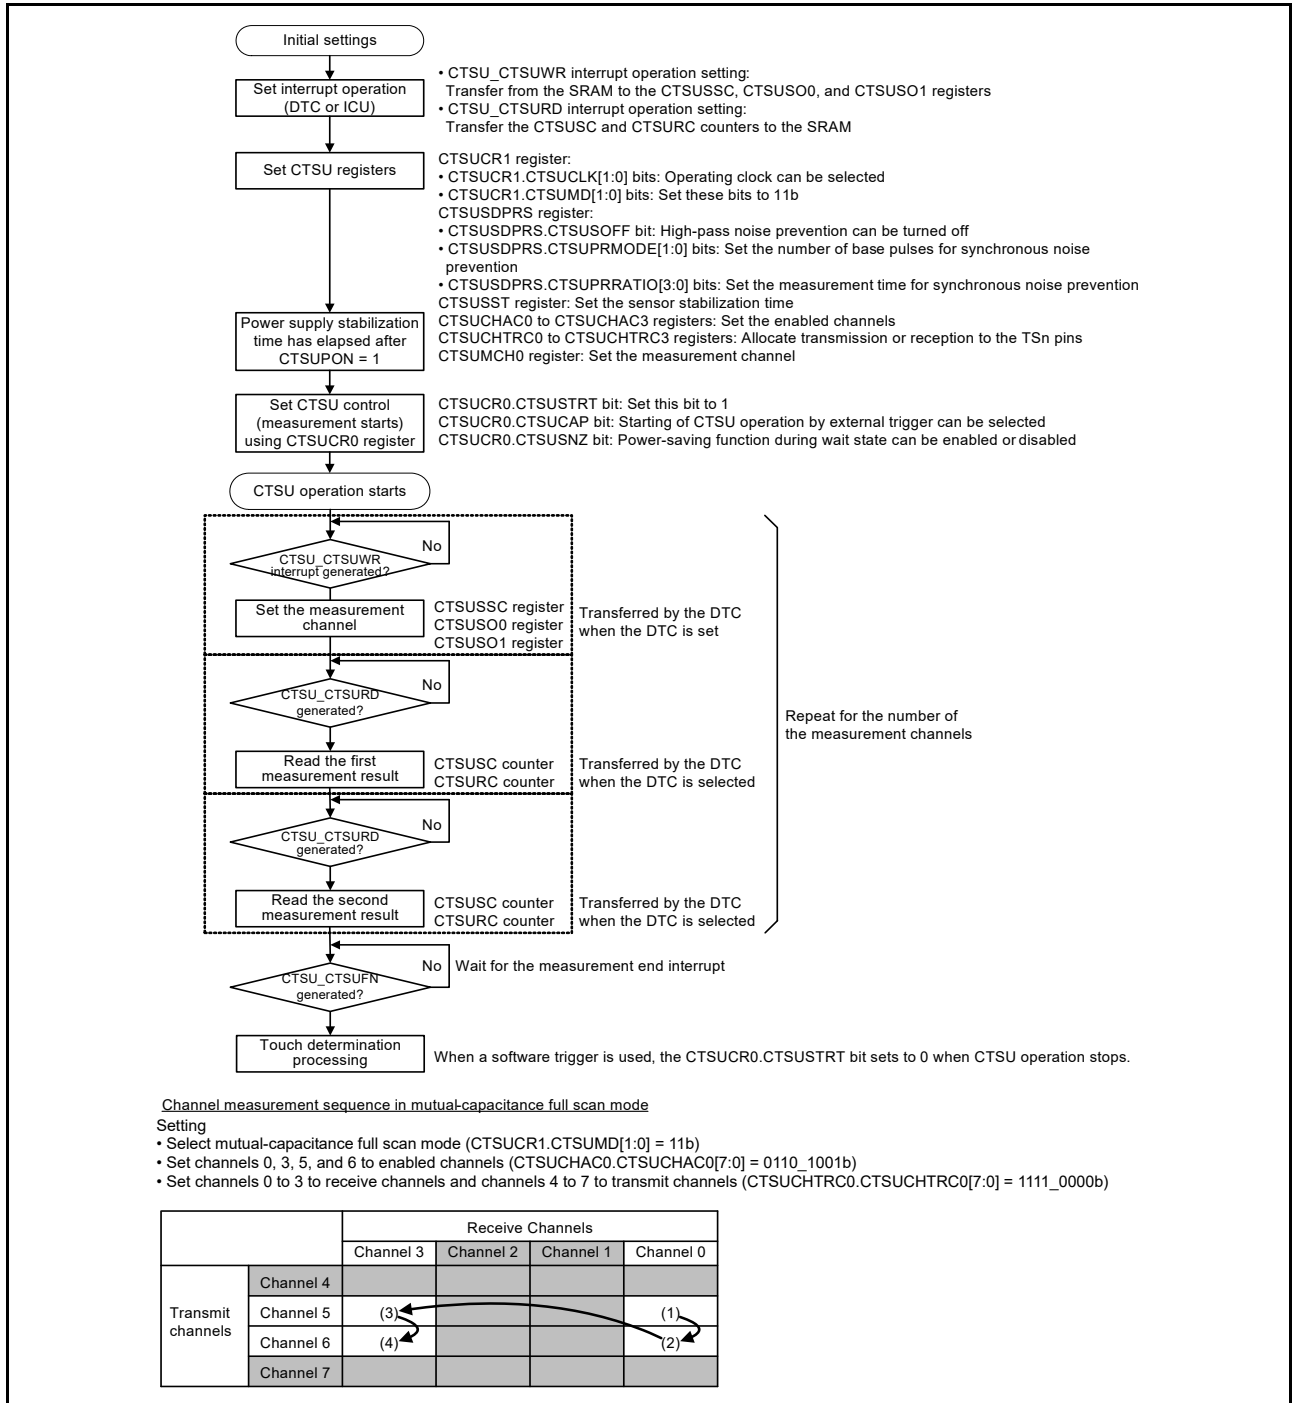 Initial settings
Set interrupt operation
(DTC or ICU)
• CTSU_CTSUWR interrupt operation setting:
Transfer from the SRAM to the CTSUSSC, CTSUSO0, and CTSUSO1 registers
• CTSU_CTSURD interrupt operation setting:
Transfer the CTSUSC and CTSURC counters to the SRAM
Set CTSU registers
CTSUCR1 register:
• CTSUCR1.CTSUCLK[1:0] bits: Operating clock can be selected
• CTSUCR1.CTSUMD[1:0] bits: Set these bits to 11b
CTSUSDPRS register:
• CTSUSDPRS.CTSUSOFF bit: High-pass noise prevention can be turned off
• CTSUSDPRS.CTSUPRMODE[1:0] bits: Set the number of base pulses for synchronous noise
prevention
• CTSUSDPRS.CTSUPRRATIO[3:0] bits: Set the measurement time for synchronous noise prevention
CTSUSST register: Set the sensor stabilization time
CTSUCHAC0 to CTSUCHAC3 registers: Set the enabled channels
CTSUCHTRC0 to CTSUCHTRC3 registers: Allocate transmission or reception to the TSn pins
CTSUMCH0 register: Set the measurement channel
Power supply stabilization
time has elapsed after
CTSUPON = 1
Set CTSU control
(measurement starts)
using CTSUCR0 register
CTSUCR0.CTSUSTRT bit: Set this bit to 1
CTSUCR0.CTSUCAP bit: Starting of CTSU operation by external trigger can be selected
CTSUCR0.CTSUSNZ bit: Power-saving function during wait state can be enabled or disabled
CTSU operation starts
No
CTSU_CTSUWR
interrupt generated?
Set the measurement
channel
CTSUSSC register
CTSUSO0 register
CTSUSO1 register
Transferred by the DTC
when the DTC is set
No
CTSU_CTSURD
generated?
Repeat for the number of
the measurement channels
Read the first
measurement result
CTSUSC counter
CTSURC counter
Transferred by the DTC
when the DTC is selected
No
CTSU_CTSURD
generated?
Read the second
measurement result
CTSUSC counter
CTSURC counter
Transferred by the DTC
when the DTC is selected
No
Wait for the measurement end interrupt
CTSU_CTSUFN
generated?
Touch determination
processing
When a software trigger is used, the CTSUCR0.CTSUSTRT bit sets to 0 when CTSU operation stops.
Channel measurement sequence in mutual-capacitance full scan mode
Setting
• Select mutual-capacitance full scan mode (CTSUCR1.CTSUMD[1:0] = 11b)
• Set channels 0, 3, 5, and 6 to enabled channels (CTSUCHAC0.CTSUCHAC0[7:0] = 0110_1001b)
• Set channels 0 to 3 to receive channels and channels 4 to 7 to transmit channels (CTSUCHTRC0.CTSUCHTRC0[7:0] = 1111_0000b)
Receive Channels
Channel 3 Channel 2 Channel 1 Channel 0
Transmit
channels
Channel 4
Channel 5 (3) (1)
Channel 6 (4) (2)
Channel 7